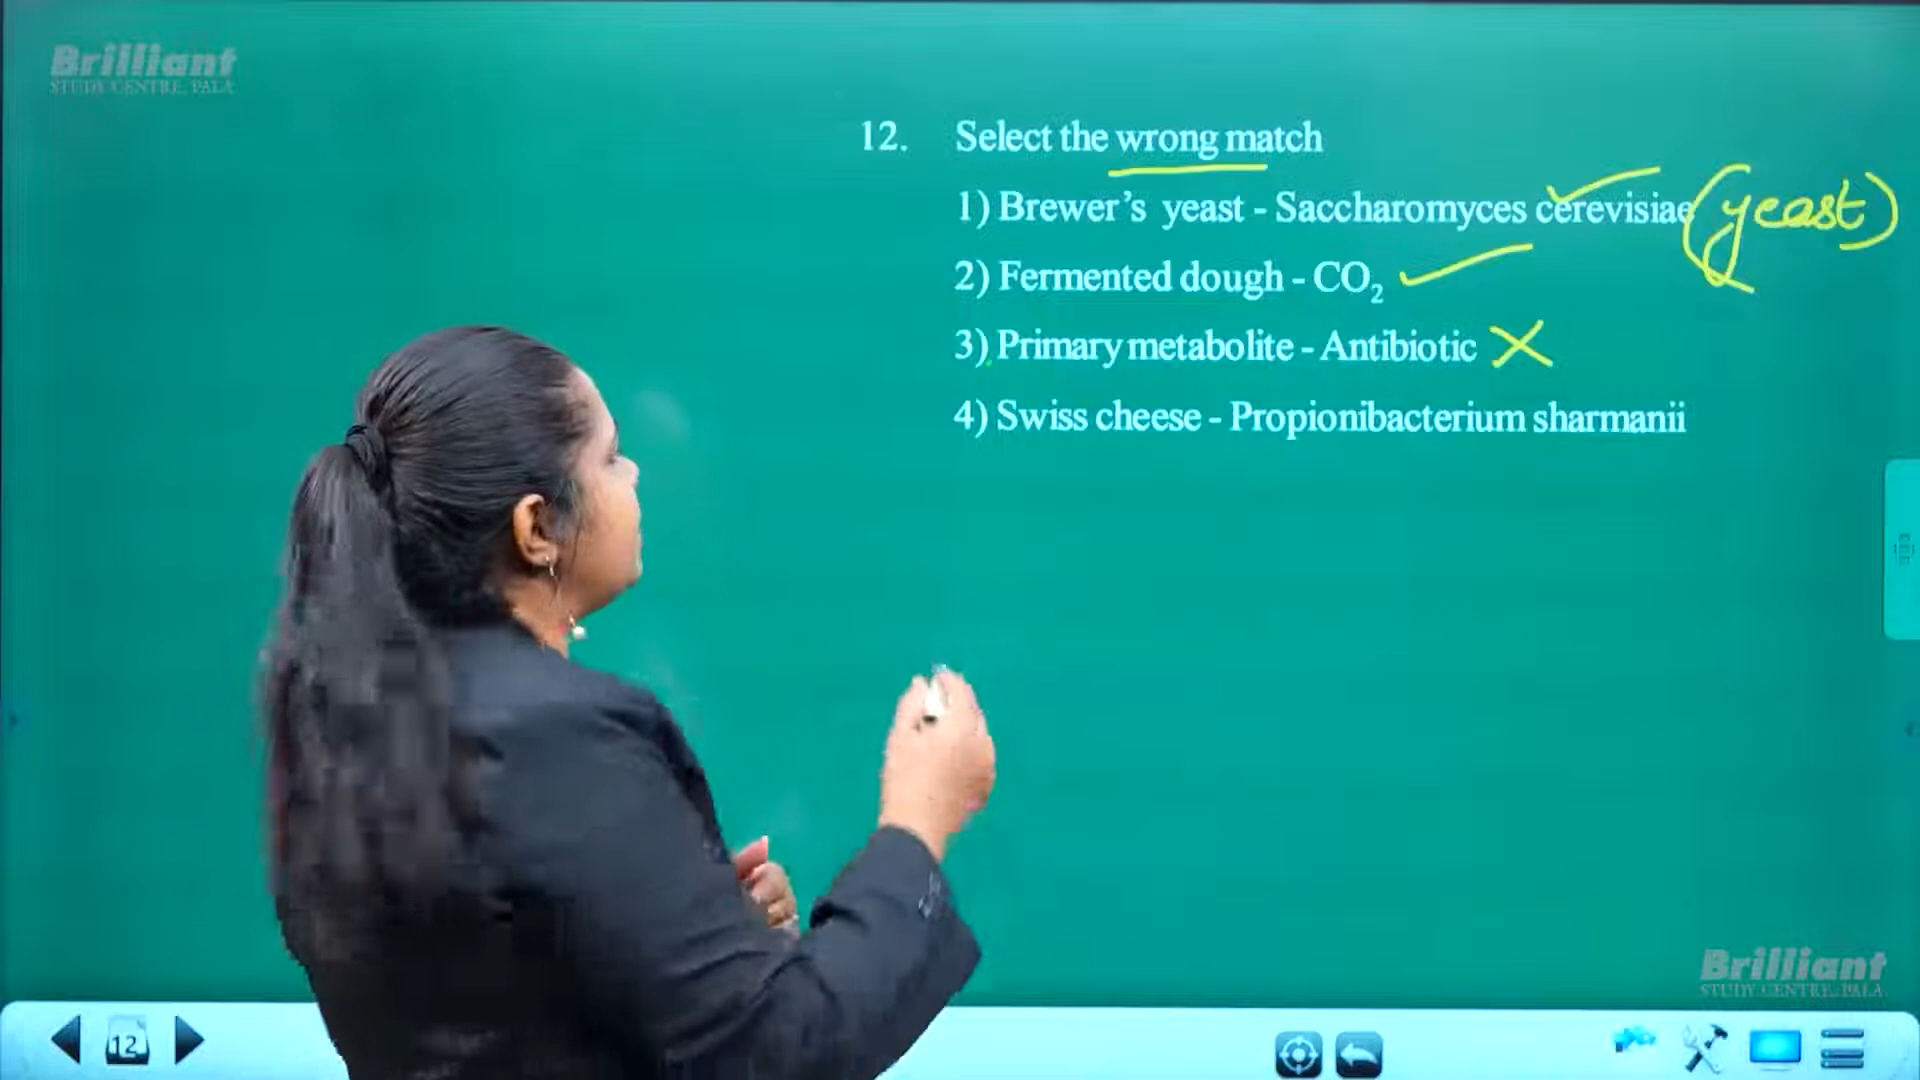 Brilliant
STUDY CENTRE, PALA
12. Select the wrong match
1) Brewer's yeast - Saccharomyces cerevisiae (yeast)
2) Fermented dough - CO₂
3) Primary metabolite - Antibiotic
4) Swiss cheese - Propionibacterium sharmanii
Brilliant
STUDY CENTRE, PALA
12